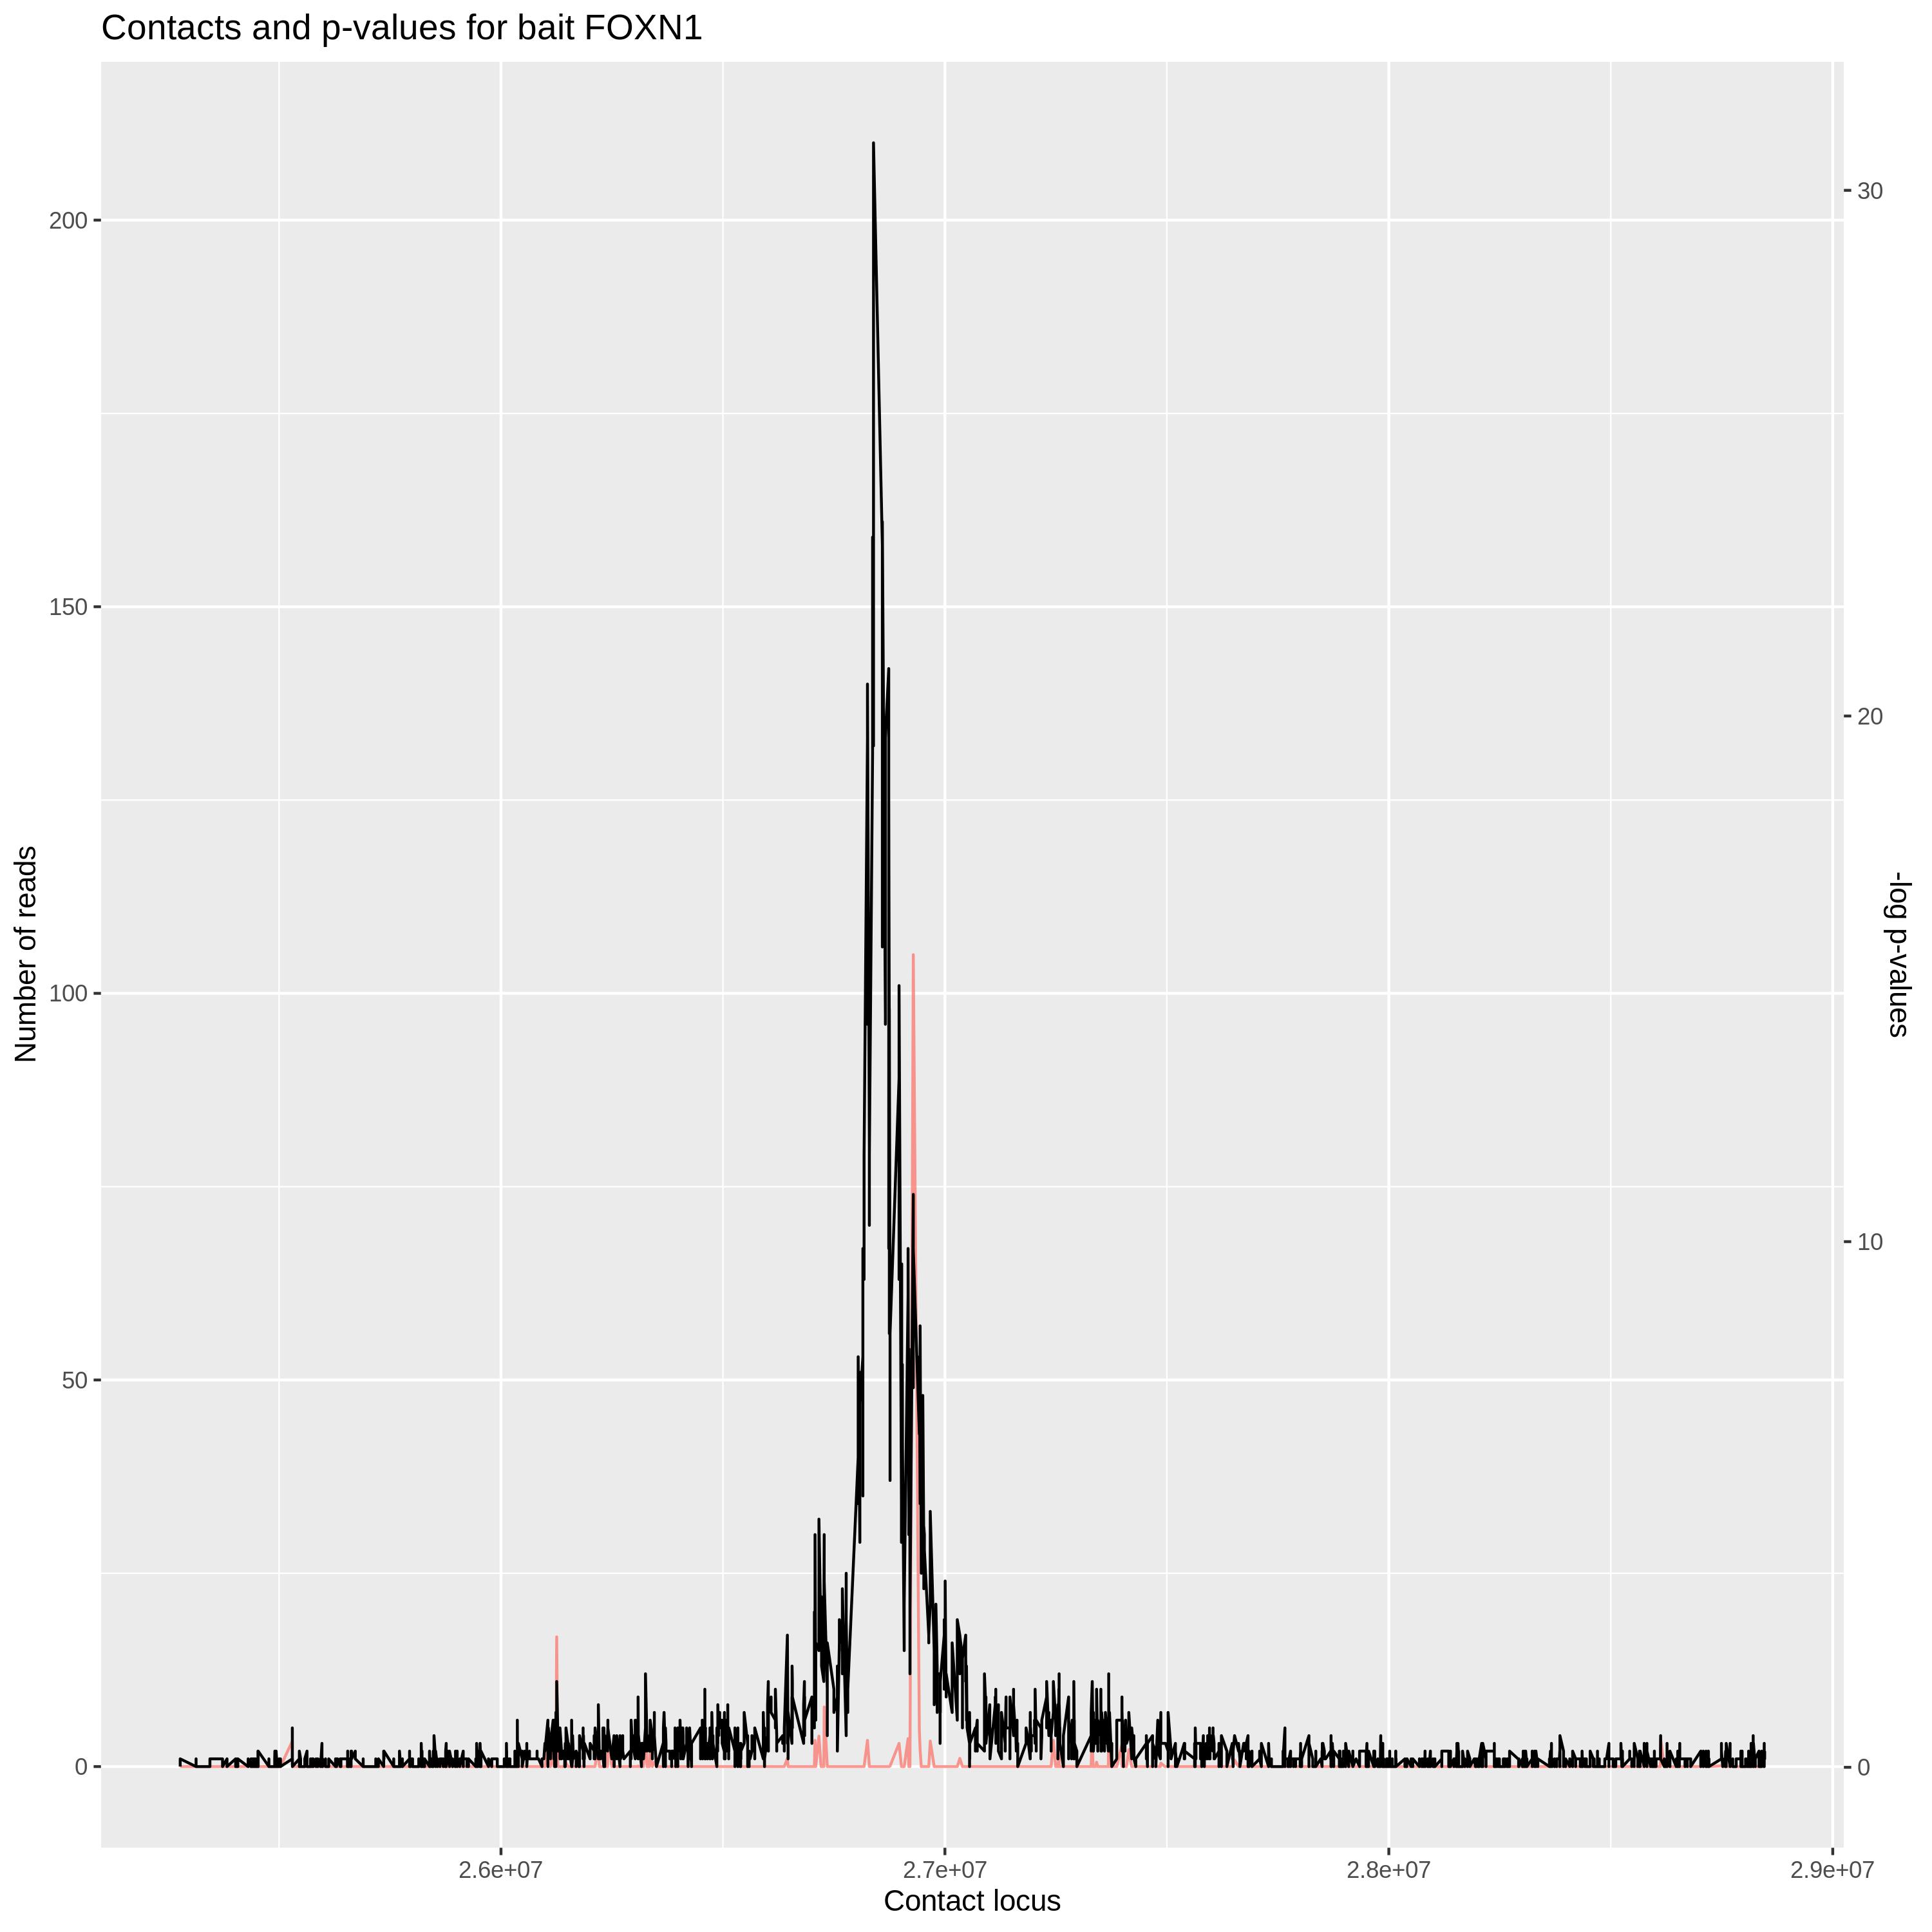 Contacts and p-values for bait FOXN1
200
150
100
50
0
Number of reads
30
20
10
0
-log p-values
2.6e+07
2.7e+07
2.8e+07
2.9e+07
Contact locus